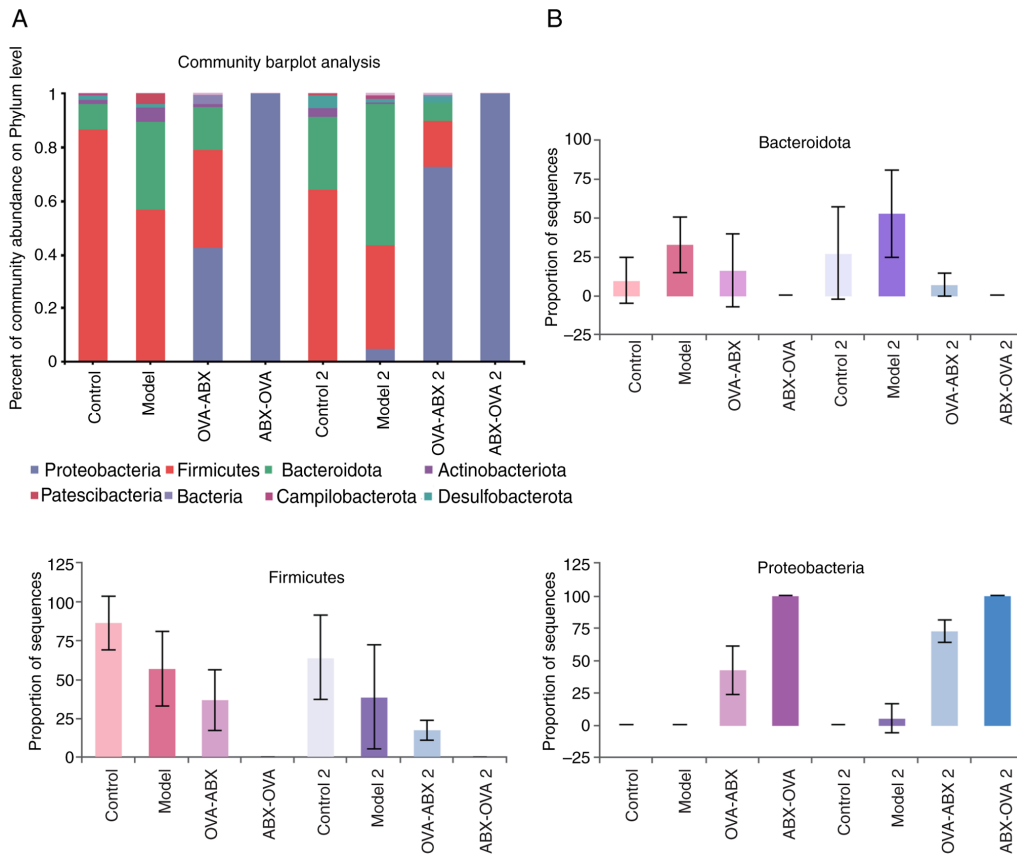 A
Community barplot analysis
Percent of community abundance on Phylum level
1
0.8
0.6
0.4
0.2
0
Control
Model
OVA-ABX
ABX-OVA
Control 2
Model 2
OVA-ABX 2
ABX-OVA 2
Proteobacteria Firmicutes Bacteroidota Actinobacteriota
Patescibacteria Bacteria Campilobacterota Desulfobacterota
B
Bacteroidota
Proportion of sequences
100
75
50
25
0
−25
Control
Model
OVA-ABX
ABX-OVA
Control 2
Model 2
OVA-ABX 2
ABX-OVA 2
Firmicutes
Proportion of sequences
125
100
75
50
25
0
Control
Model
OVA-ABX
ABX-OVA
Control 2
Model 2
OVA-ABX 2
ABX-OVA 2
Proteobacteria
Proportion of sequences
125
100
75
50
25
0
−25
Control
Model
OVA-ABX
ABX-OVA
Control 2
Model 2
OVA-ABX 2
ABX-OVA 2